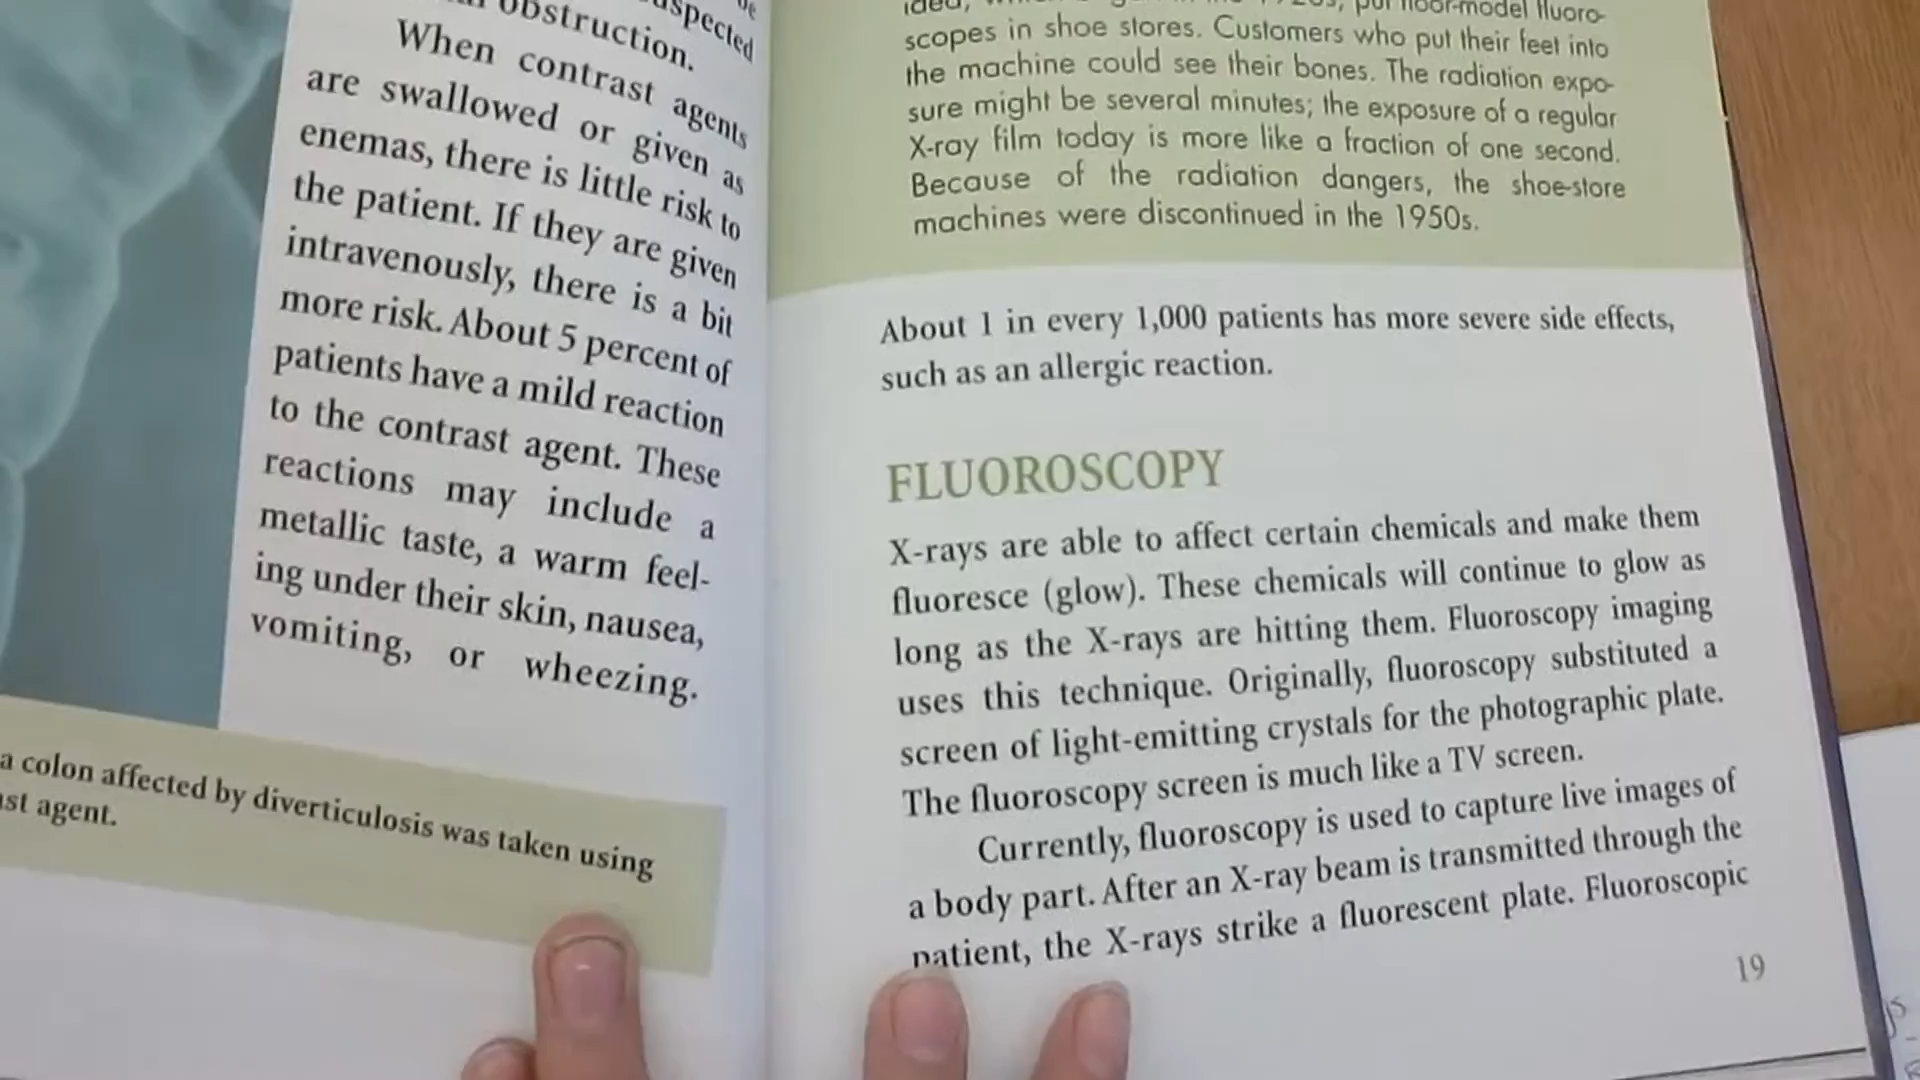 suspected
obstruction.
When contrast agents
are swallowed or given as
enemas, there is little risk to
the patient. If they are given
intravenously, there is a bit
more risk. About 5 percent of
patients have a mild reaction
to the contrast agent. These
reactions may include a
metallic taste, a warm feel-
ing under their skin, nausea,
vomiting, or wheezing.
a colon affected by diverticulosis was taken using
agent.
floor-model fluoro-
scopes in shoe stores. Customers who put their feet into
the machine could see their bones. The radiation expo-
sure might be several minutes; the exposure of a regular
X-ray film today is more like a fraction of one second.
Because of the radiation dangers, the shoe-store
machines were discontinued in the 1950s.
About 1 in every 1,000 patients has more severe side effects,
such as an allergic reaction.
FLUOROSCOPY
X-rays are able to affect certain chemicals and make them
fluoresce (glow). These chemicals will continue to glow as
long as the X-rays are hitting them. Fluoroscopy imaging
uses this technique. Originally, fluoroscopy substituted a
screen of light-emitting crystals for the photographic plate.
The fluoroscopy screen is much like a TV screen.
Currently, fluoroscopy is used to capture live images of
a body part. After an X-ray beam is transmitted through the
patient, the X-rays strike a fluorescent plate. Fluoroscopic
19